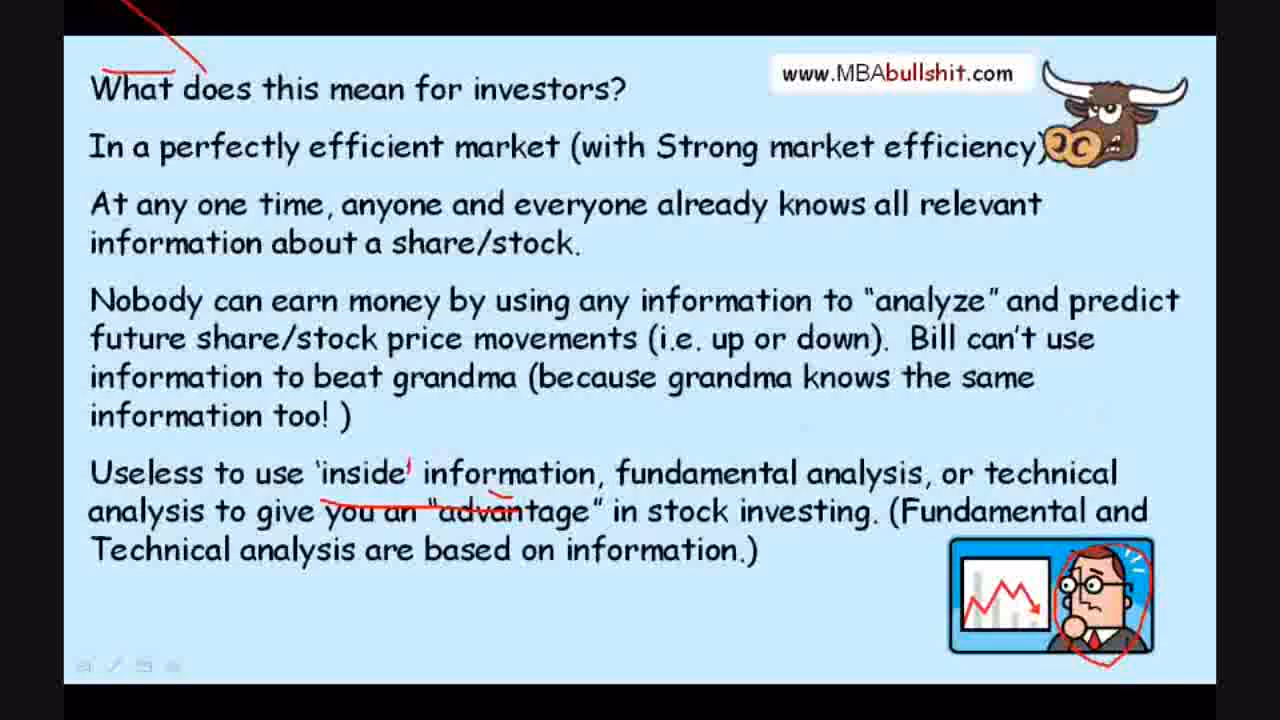 What does this mean for investors?
www.MBAbullshit.com
In a perfectly efficient market (with Strong market efficiency)
At any one time, anyone and everyone already knows all relevant
information about a share/stock.
Nobody can earn money by using any information to “analyze” and predict
future share/stock price movements (i.e. up or down). Bill can’t use
information to beat grandma (because grandma knows the same
information too! )
Useless to use ‘inside’ information, fundamental analysis, or technical
analysis to give you an “advantage” in stock investing. (Fundamental and
Technical analysis are based on information.)